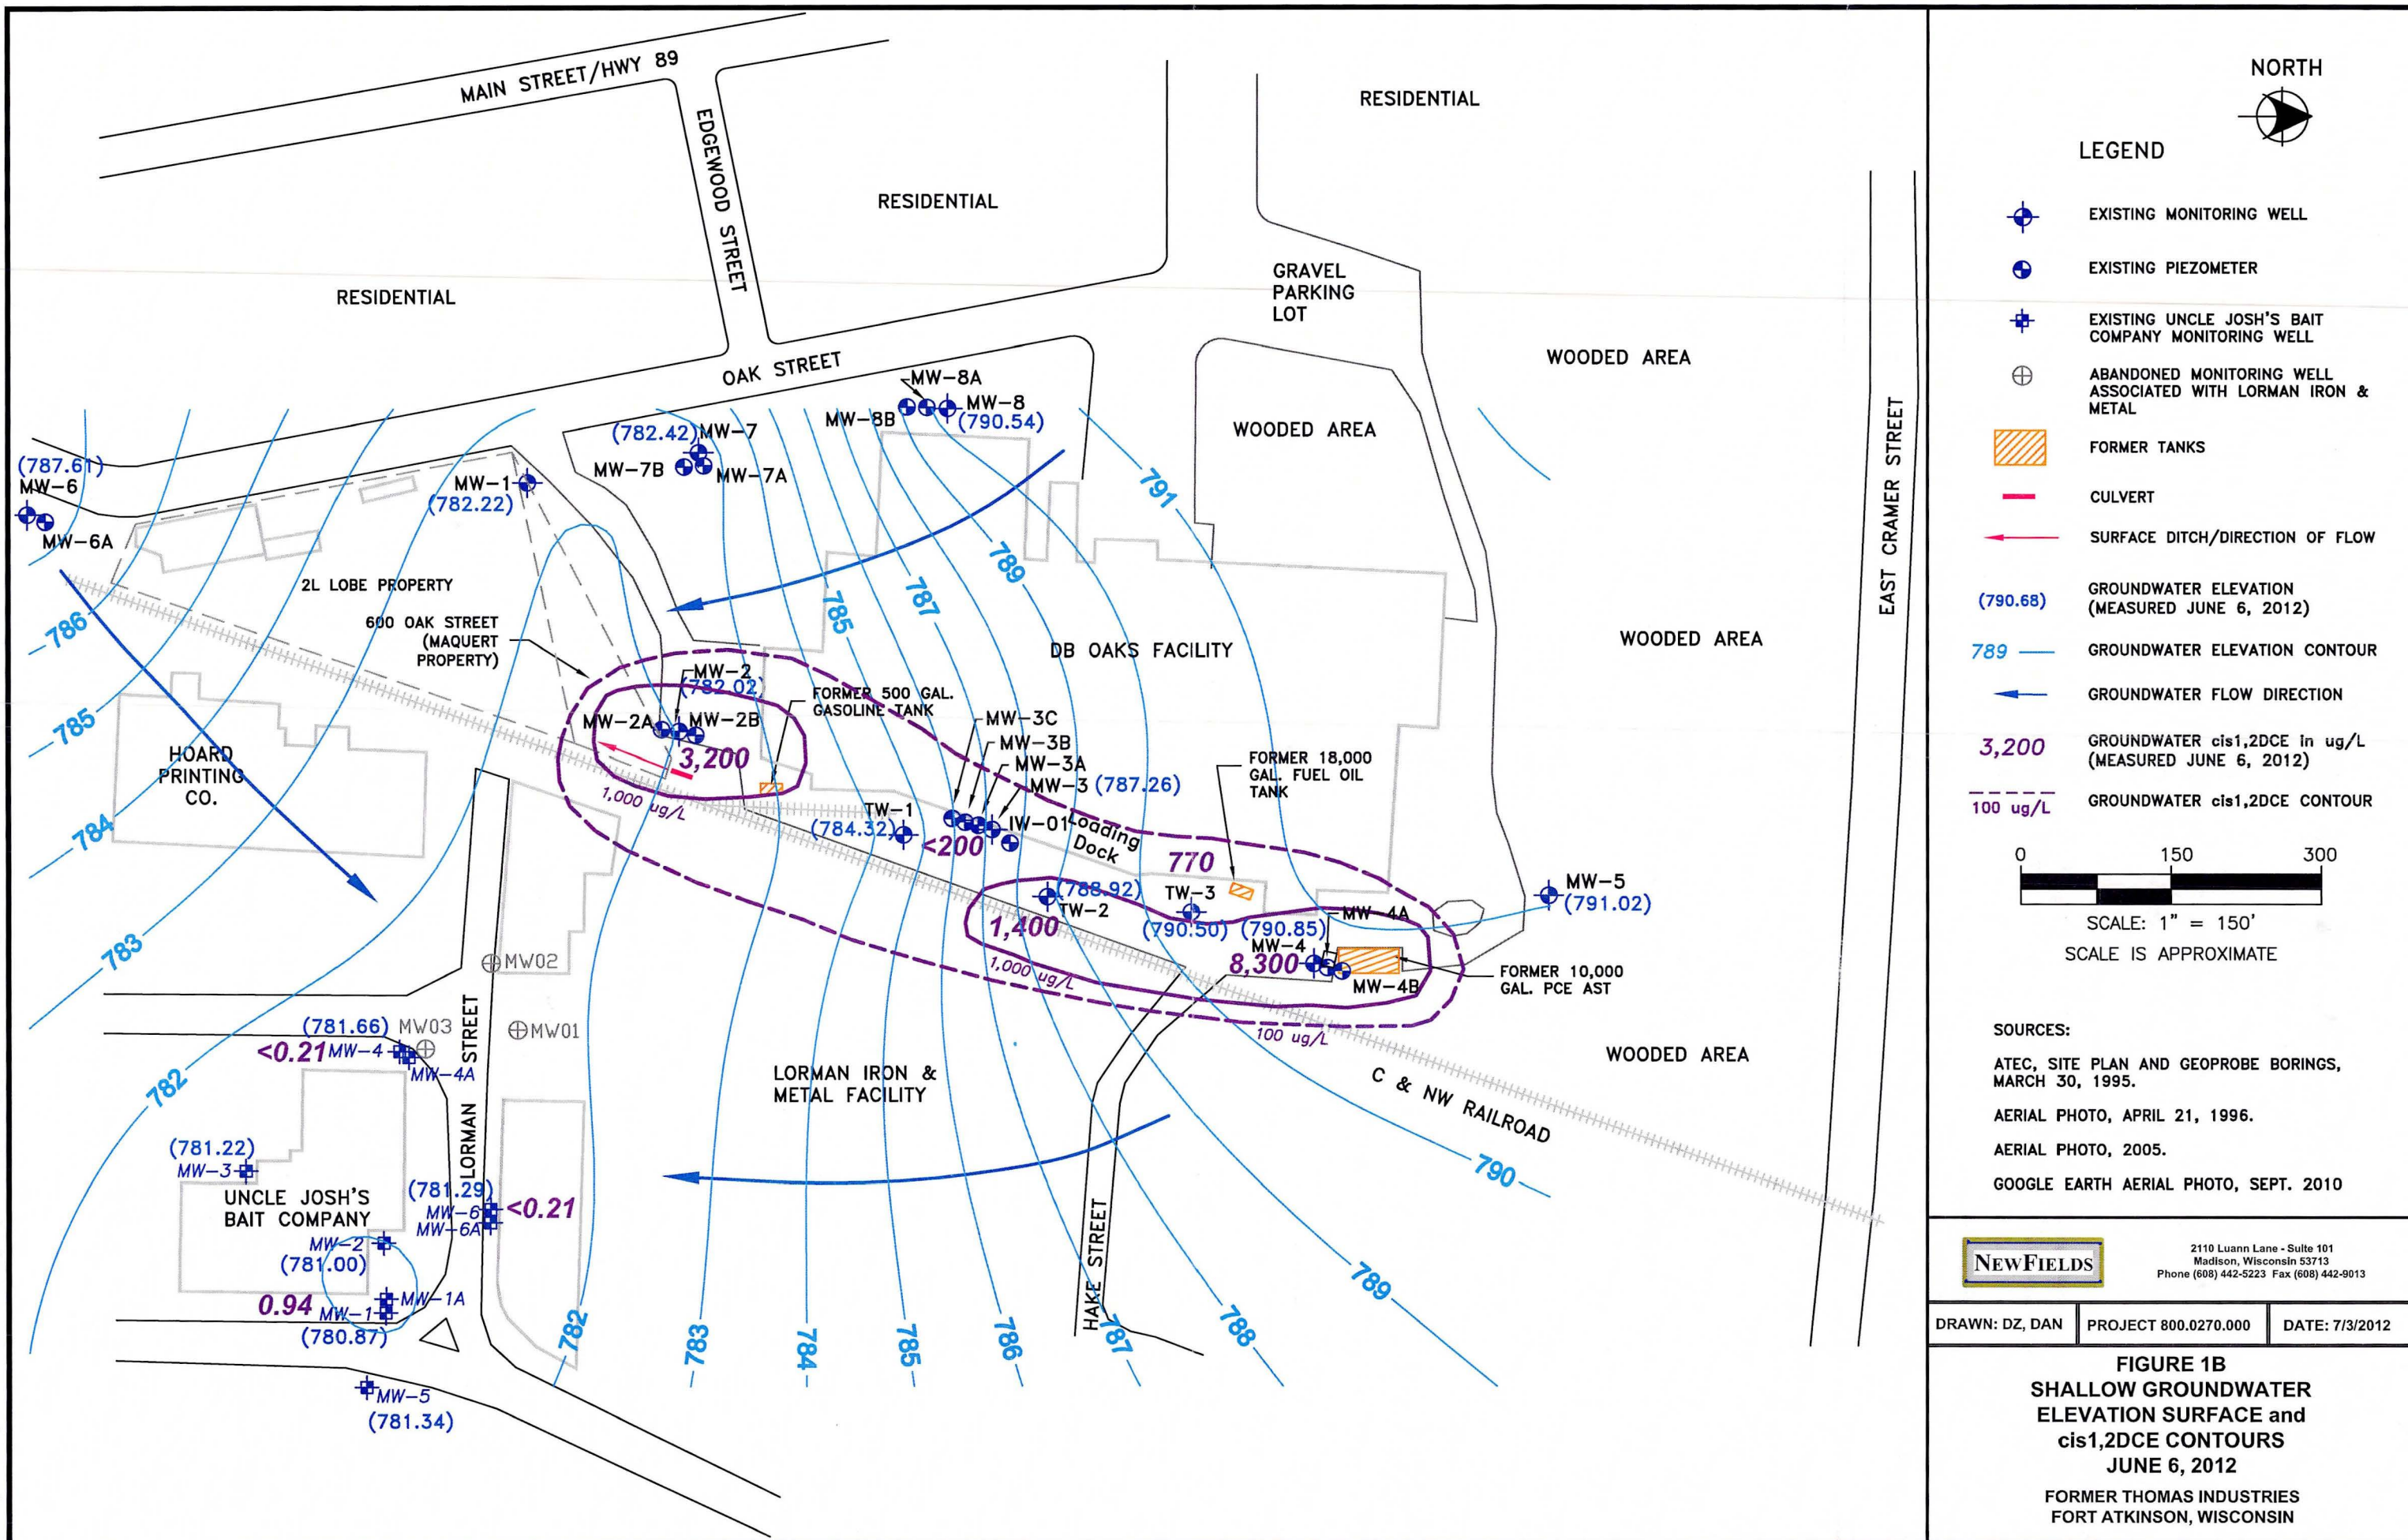 MAIN STREET/HWY 89
EDGEWOOD STREET
RESIDENTIAL
RESIDENTIAL
RESIDENTIAL
GRAVEL
PARKING
LOT
WOODED AREA
WOODED AREA
WOODED AREA
WOODED AREA
EAST CRAMER STREET
OAK STREET
MW-8A
MW-8B
MW-8
(790.54)
(782.42)
MW-7
MW-7B
MW-7A
(787.61)
MW-6
MW-6A
MW-1
(782.22)
791
789
787
785
786
785
784
783
782
2L LOBE PROPERTY
600 OAK STREET
(MAQUERT
PROPERTY)
DB OAKS FACILITY
MW-2
(782.02)
MW-2A
MW-2B
3,200
FORMER 500 GAL.
GASOLINE TANK
1,000 ug/L
HOARD
PRINTING
CO.
MW-3C
MW-3B
MW-3A
MW-3 (787.26)
TW-1
(784.32)
IW-01
<200
Loading
Dock
FORMER 18,000
GAL. FUEL OIL
TANK
770
(788.92)
TW-2
1,400
TW-3
(790.50)
(790.85)
MW-4A
MW-4
8,300
MW-4B
MW-5
(791.02)
FORMER 10,000
GAL. PCE AST
1,000 ug/L
100 ug/L
MW02
MW01
(781.66)
MW03
<0.21
MW-4
MW-4A
LORMAN STREET
LORMAN IRON &
METAL FACILITY
C & NW RAILROAD
(781.22)
MW-3
UNCLE JOSH'S
BAIT COMPANY
(781.29)
MW-6
MW-6A
<0.21
MW-2
(781.00)
0.94
MW-1A
MW-1
(780.87)
MW-5
(781.34)
HAKE STREET
782
783
784
785
786
787
788
789
790
NORTH
LEGEND
EXISTING MONITORING WELL
EXISTING PIEZOMETER
EXISTING UNCLE JOSH'S BAIT
COMPANY MONITORING WELL
ABANDONED MONITORING WELL
ASSOCIATED WITH LORMAN IRON &
METAL
FORMER TANKS
CULVERT
SURFACE DITCH/DIRECTION OF FLOW
(790.68)
GROUNDWATER ELEVATION
(MEASURED JUNE 6, 2012)
789
GROUNDWATER ELEVATION CONTOUR
GROUNDWATER FLOW DIRECTION
3,200
GROUNDWATER cis1,2DCE in ug/L
(MEASURED JUNE 6, 2012)
100 ug/L
GROUNDWATER cis1,2DCE CONTOUR
0 150 300
SCALE: 1" = 150'
SCALE IS APPROXIMATE
SOURCES:
ATEC, SITE PLAN AND GEOPROBE BORINGS,
MARCH 30, 1995.
AERIAL PHOTO, APRIL 21, 1996.
AERIAL PHOTO, 2005.
GOOGLE EARTH AERIAL PHOTO, SEPT. 2010
NEWFIELDS
2110 Luann Lane - Suite 101
Madison, Wisconsin 53713
Phone (608) 442-5223 Fax (608) 442-9013
DRAWN: DZ, DAN
PROJECT 800.0270.000
DATE: 7/3/2012
FIGURE 1B
SHALLOW GROUNDWATER
ELEVATION SURFACE and
cis1,2DCE CONTOURS
JUNE 6, 2012
FORMER THOMAS INDUSTRIES
FORT ATKINSON, WISCONSIN